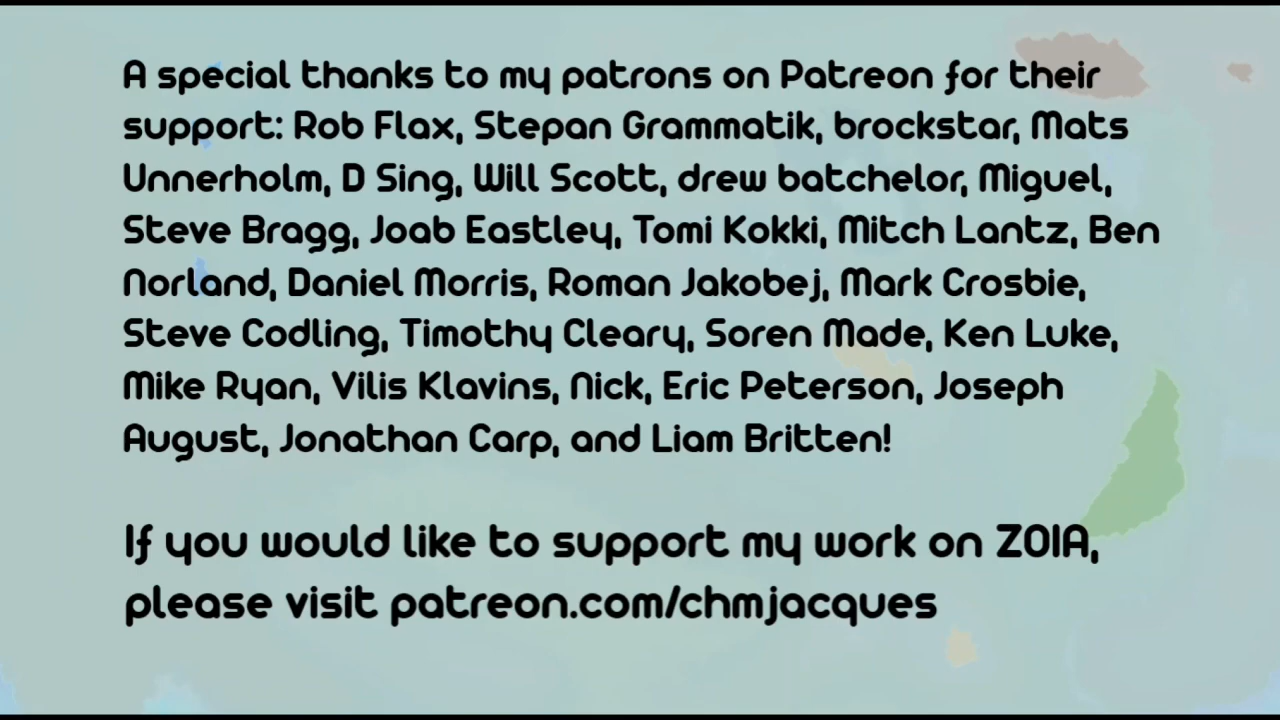 A special thanks to my patrons on Patreon for their
support: Rob Flax, Stepan Grammatik, brockstar, Mats
Unnerholm, D Sing, Will Scott, drew batchelor, Miguel,
Steve Bragg, Joab Eastley, Tomi Kokki, Mitch Lantz, Ben
Norland, Daniel Morris, Roman Jakobej, Mark Crosbie,
Steve Codling, Timothy Cleary, Soren Made, Ken Luke,
Mike Ryan, Vilis Klavins, Nick, Eric Peterson, Joseph
August, Jonathan Carp, and Liam Britten!
If you would like to support my work on ZOIA,
please visit patreon.com/chmjacques